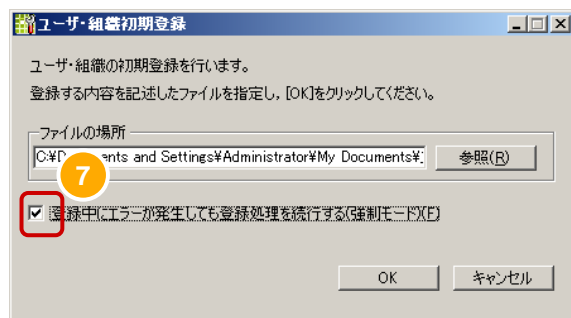 ユーザ・組織初期登録
ユーザ・組織の初期登録を行います。
登録する内容を記述したファイルを指定し, [OK]をクリックしてください。
ファイルの場所
C:¥D ents and Settings¥Administrator¥My Documents¥
参照(R)
7
登録中にエラーが発生しても登録処理を続行する(強制モード)(F)
OK
キャンセル